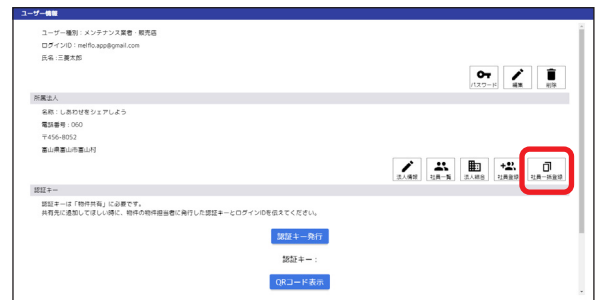 ユーザー情報
ユーザー種別：メンテナンス業者・販売店
ログインID：melflo.app@gmail.com
氏名：三菱太郎
パスワード 編集 削除
所属法人
名称：しあわせをシェアしよう
電話番号：060
〒456-8052
富山県富山市富山村
法人情報 社員一覧 法人統合 社員登録 社員一括登録
認証キー
認証キーは「物件共有」に必要です。
共有先に追加してほしい時に、物件の物件担当者に発行した認証キーとログインIDを伝えてください。
認証キー発行
認証キー：
QRコード表示